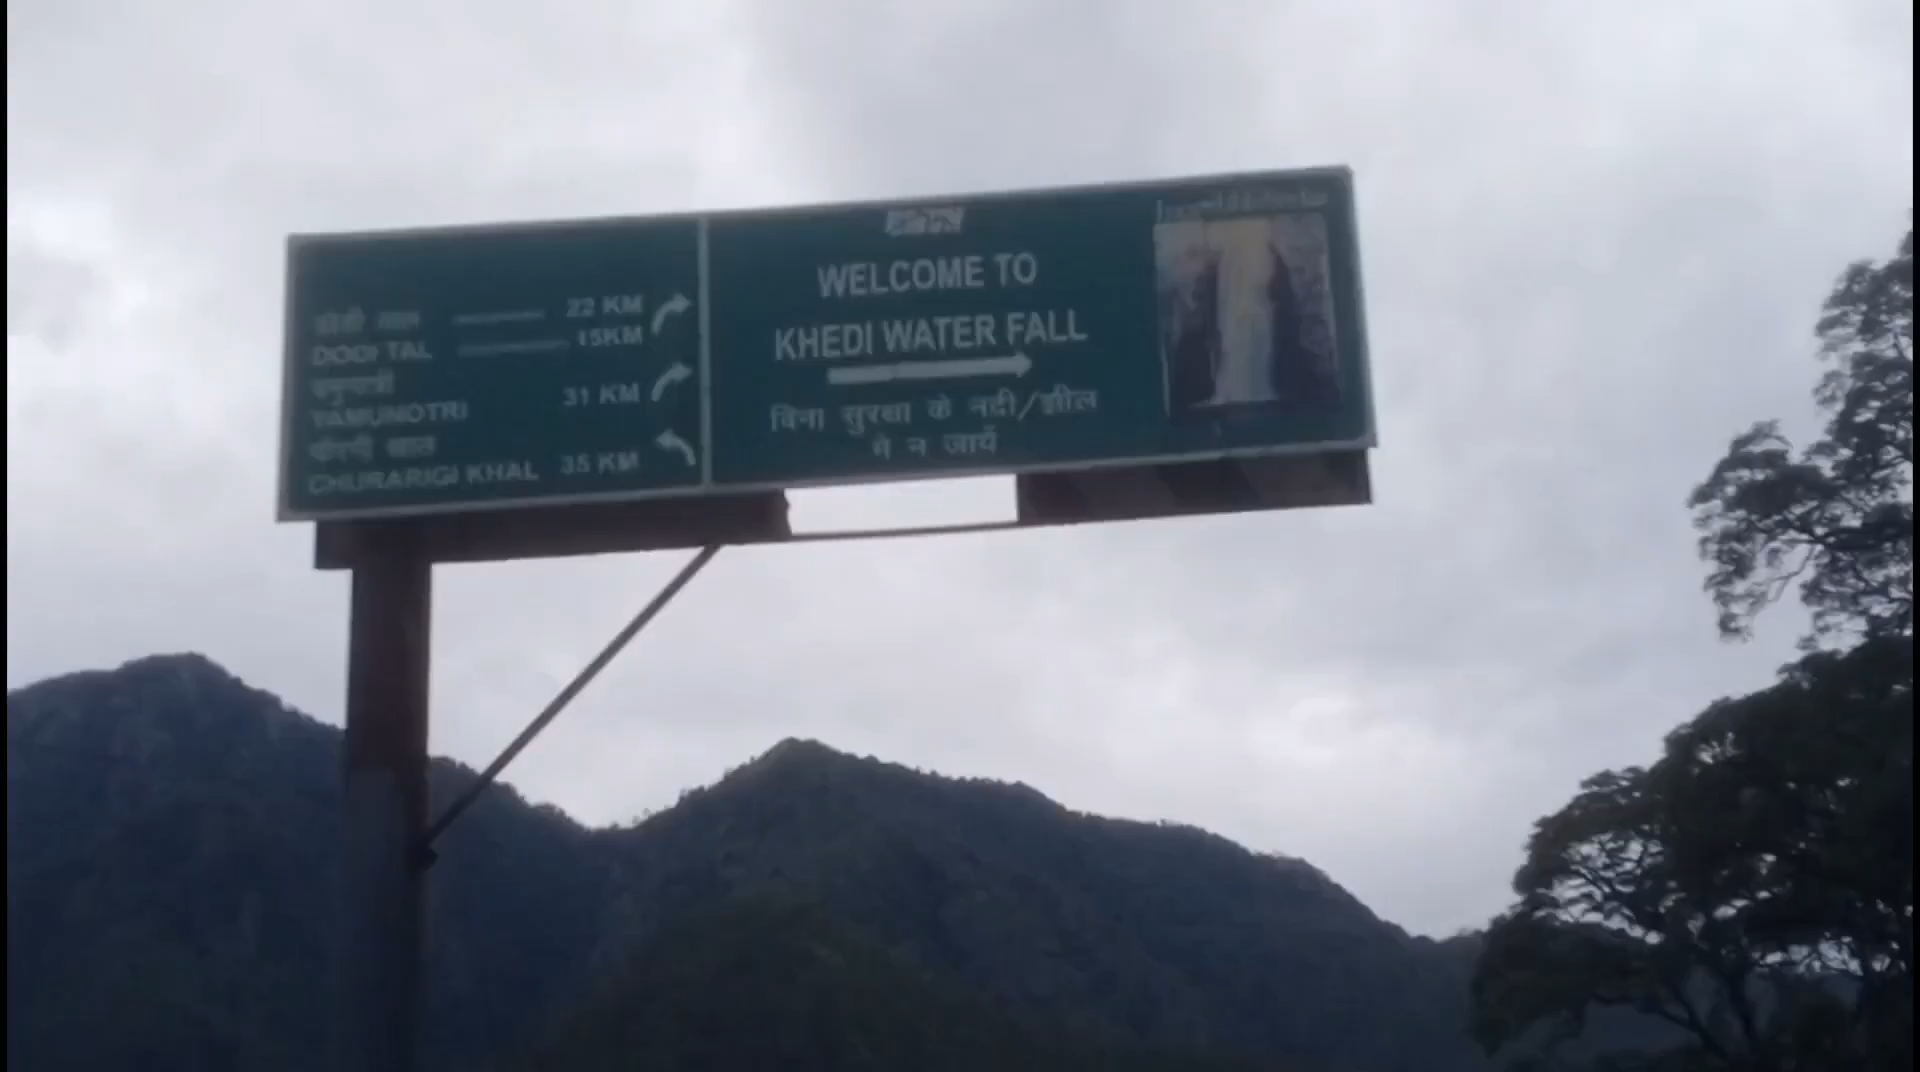 22 KM
DODI TAL 15KM
YAMUNOTRI 31 KM
CHURARIGI KHAL 35 KM
WELCOME TO
KHEDI WATER FALL
बिना सुरक्षा के नदी/झील
मे न जायें